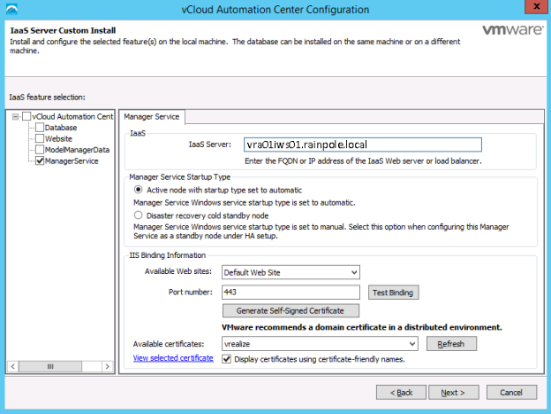 vCloud Automation Center Configuration
x
IaaS Server Custom Install
Install and configure the selected feature(s) on the local machine. The database can be installed on the same machine or on a different
machine.
vmware
IaaS feature selection:
vCloud Automation Cent
Database
Website
ModelManagerData
ManagerService
Manager Service
IaaS
IaaS Server:
vra01iws01.rainpole.local
Enter the FQDN or IP address of the IaaS Web server or load balancer.
Manager Service Startup Type
Active node with startup type set to automatic
Manager Service Windows service startup type is set to automatic.
Disaster recovery cold standby node
Manager Service Windows service startup type is set to manual. Select this option when configuring this Manager
Service as a standby node under HA setup.
IIS Binding Information
Available Web sites:
Default Web Site
Port number:
443
Test Binding
Generate Self-Signed Certificate
VMware recommends a domain certificate in a distributed environment.
Available certificates:
vrealize
Refresh
View selected certificate
Display certificates using certificate-friendly names.
< Back
Next >
Cancel